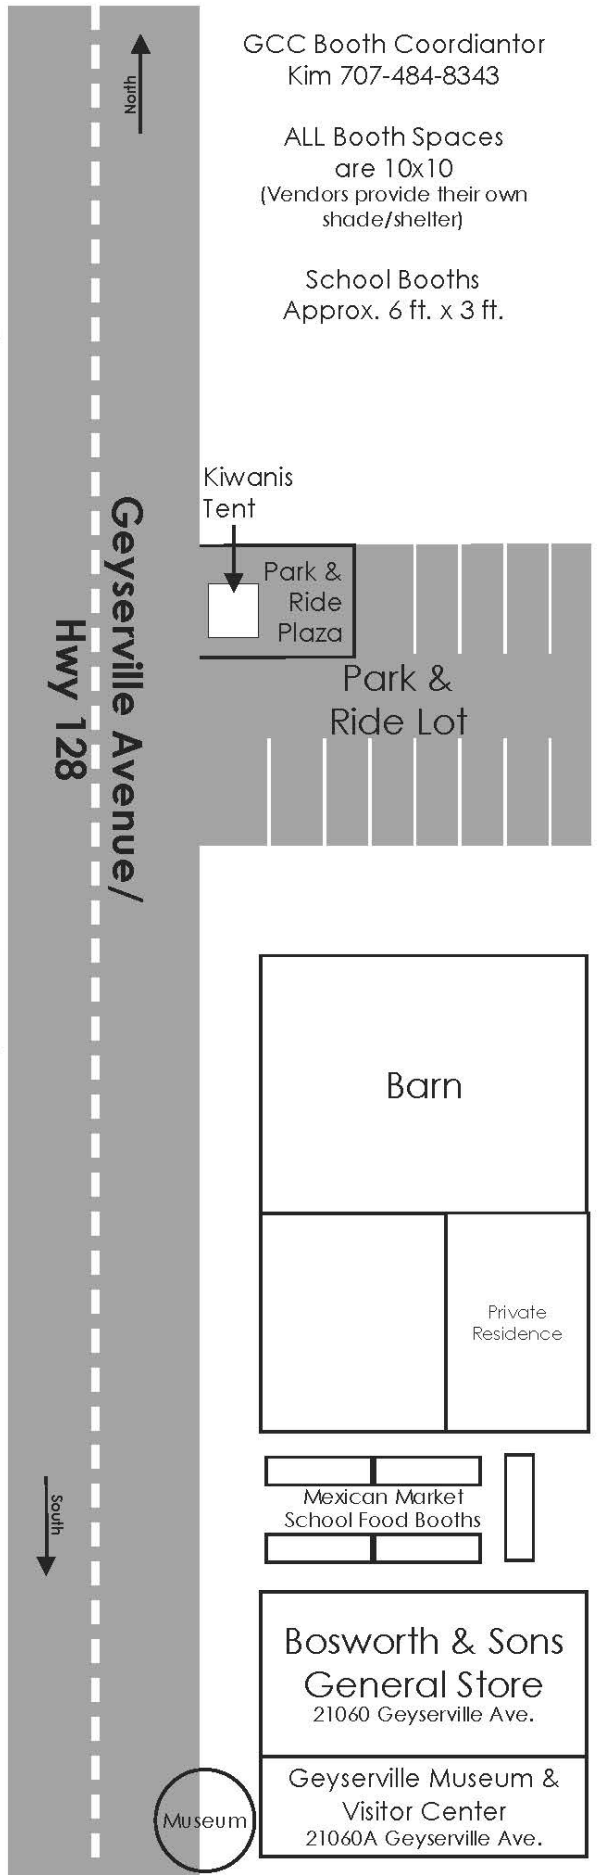 GCC Booth Coordiantor
Kim 707-484-8343
North
ALL Booth Spaces
are 10x10
(Vendors provide their own
shade/shelter)
School Booths
Approx. 6 ft. x 3 ft.
Kiwanis
Tent
Park &
Ride
Plaza
Park &
Ride Lot
Geyserville Avenue/
Hwy 128
Barn
Private
Residence
South
Mexican Market
School Food Booths
Bosworth & Sons
General Store
21060 Geyserville Ave.
Geyserville Museum &
Visitor Center
21060A Geyserville Ave.
Museum